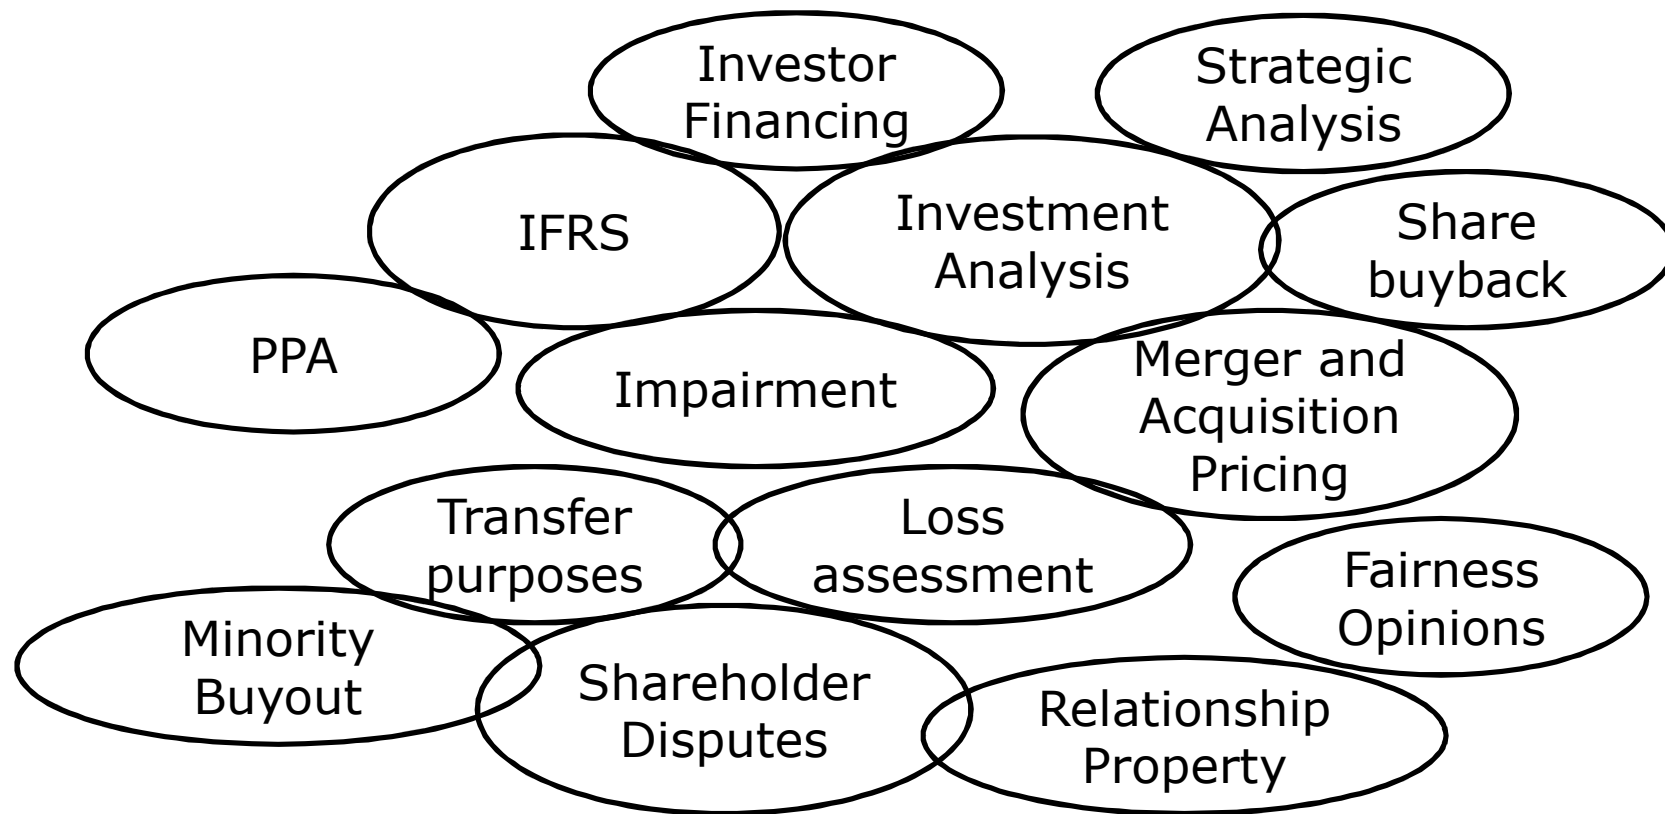 Investor
Financing
Strategic
Analysis
IFRS
Investment
Analysis
Share
buyback
PPA
Impairment
Merger and
Acquisition
Pricing
Transfer
purposes
Loss
assessment
Fairness
Opinions
Minority
Buyout
Shareholder
Disputes
Relationship
Property